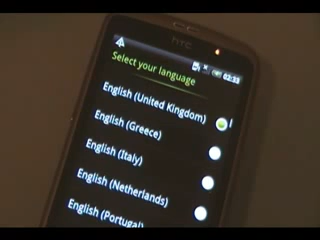 hTC
02:33
Select your language
English (United Kingdom)
English (Greece)
English (Italy)
English (Netherlands)
English (Portugal)